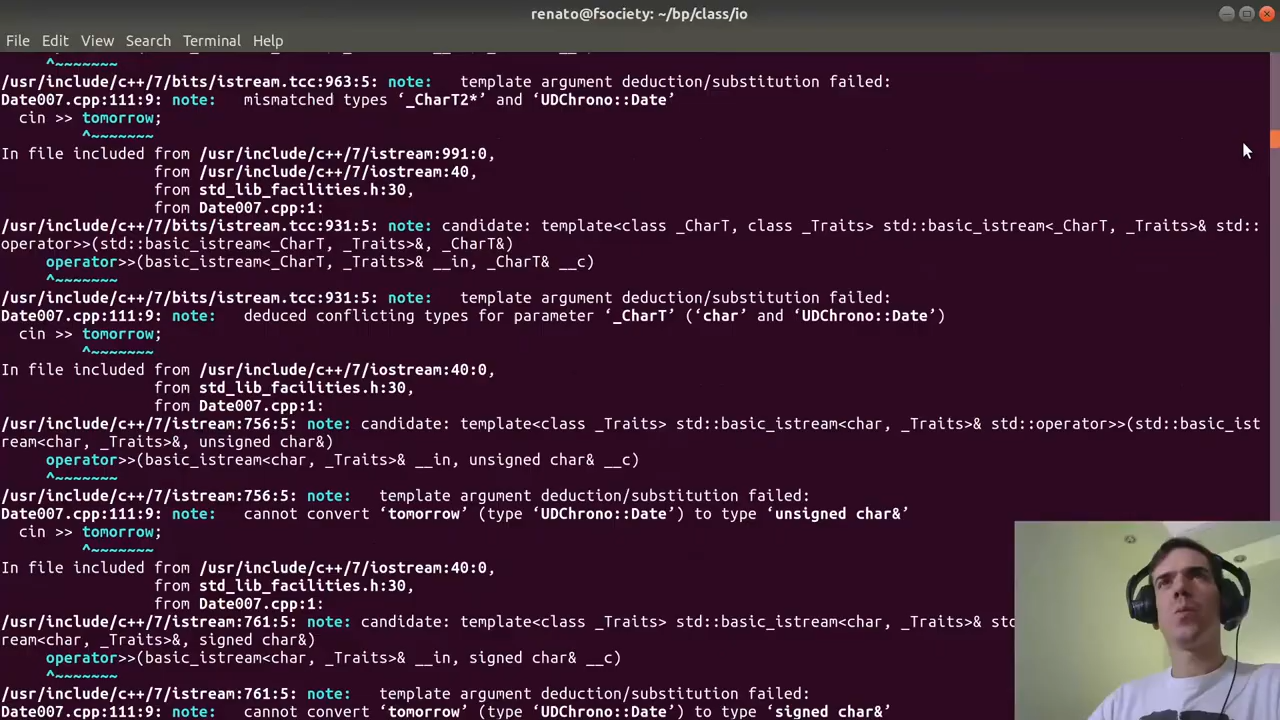 renato@fsociety: ~/bp/class/io
File Edit View Search Terminal Help
^~~~~~~~
/usr/include/c++/7/bits/istream.tcc:963:5: note:   template argument deduction/substitution failed:
Date007.cpp:111:9: note:   mismatched types ‘_CharT2*’ and ‘UDChrono::Date’
  cin >> tomorrow;
         ^~~~~~~~
In file included from /usr/include/c++/7/istream:991:0,
                 from /usr/include/c++/7/iostream:40,
                 from std_lib_facilities.h:30,
                 from Date007.cpp:1:
/usr/include/c++/7/bits/istream.tcc:931:5: note: candidate: template<class _CharT, class _Traits> std::basic_istream<_CharT, _Traits>& std::
operator>>(std::basic_istream<_CharT, _Traits>&, _CharT&)
     operator>>(basic_istream<_CharT, _Traits>& __in, _CharT& __c)
     ^~~~~~~~
/usr/include/c++/7/bits/istream.tcc:931:5: note:   template argument deduction/substitution failed:
Date007.cpp:111:9: note:   deduced conflicting types for parameter ‘_CharT’ (‘char’ and ‘UDChrono::Date’)
  cin >> tomorrow;
         ^~~~~~~~
In file included from /usr/include/c++/7/iostream:40:0,
                 from std_lib_facilities.h:30,
                 from Date007.cpp:1:
/usr/include/c++/7/istream:756:5: note: candidate: template<class _Traits> std::basic_istream<char, _Traits>& std::operator>>(std::basic_ist
ream<char, _Traits>&, unsigned char&)
     operator>>(basic_istream<char, _Traits>& __in, unsigned char& __c)
     ^~~~~~~~
/usr/include/c++/7/istream:756:5: note:   template argument deduction/substitution failed:
Date007.cpp:111:9: note:   cannot convert ‘tomorrow’ (type ‘UDChrono::Date’) to type ‘unsigned char&’
  cin >> tomorrow;
         ^~~~~~~~
In file included from /usr/include/c++/7/iostream:40:0,
                 from std_lib_facilities.h:30,
                 from Date007.cpp:1:
/usr/include/c++/7/istream:761:5: note: candidate: template<class _Traits> std::basic_istream<char, _Traits>&
ream<char, _Traits>&, signed char&)
     operator>>(basic_istream<char, _Traits>& __in, signed char& __c)
     ^~~~~~~~
/usr/include/c++/7/istream:761:5: note:   template argument deduction/substitution failed:
Date007.cpp:111:9: note:   cannot convert ‘tomorrow’ (type ‘UDChrono::Date’) to type ‘signed char&’